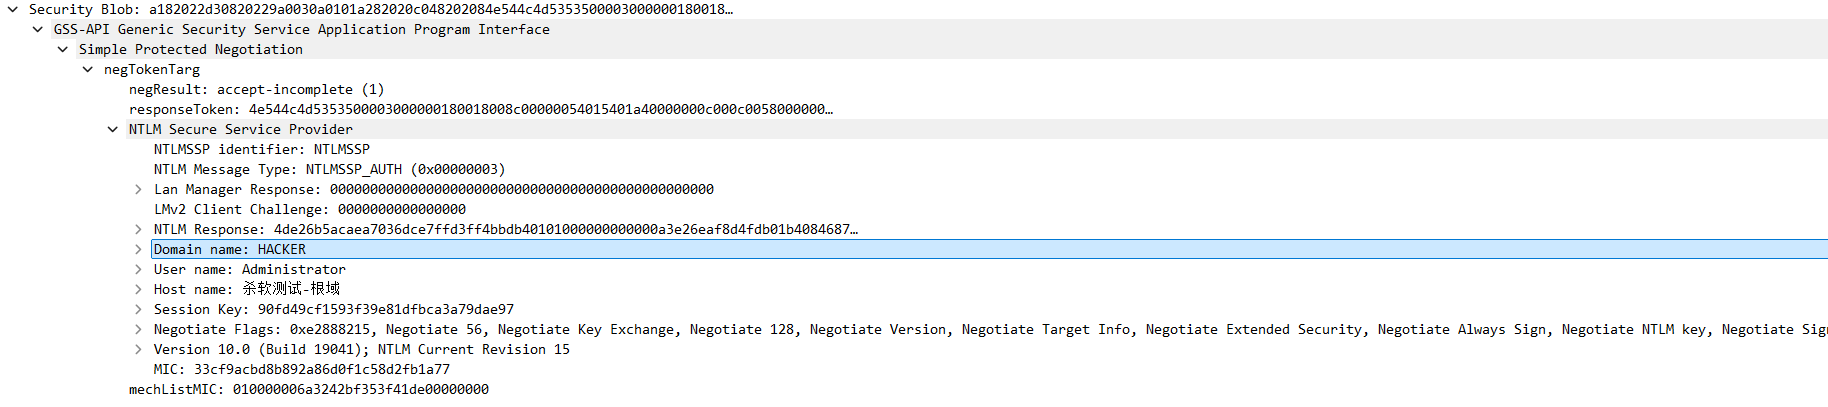 Security Blob: a182022d30820229a0030a0101a282020c048202084e544c4d5353500003000000180018…
GSS-API Generic Security Service Application Program Interface
Simple Protected Negotiation
negTokenTarg
negResult: accept-incomplete (1)
responseToken: 4e544c4d5353500003000000180018008c00000054015401a40000000c000c0058000000…
NTLM Secure Service Provider
NTLMSSP identifier: NTLMSSP
NTLM Message Type: NTLMSSP_AUTH (0x00000003)
Lan Manager Response: 000000000000000000000000000000000000000000000000
LMv2 Client Challenge: 0000000000000000
NTLM Response: 4de26b5acaea7036dce7ffd3ff4bbdb40101000000000000a3e26eaf8d4fdb01b4084687…
Domain name: HACKER
User name: Administrator
Host name: 杀软测试-根域
Session Key: 90fd49cf1593f39e81dfbca3a79dae97
Negotiate Flags: 0xe2888215, Negotiate 56, Negotiate Key Exchange, Negotiate 128, Negotiate Version, Negotiate Target Info, Negotiate Extended Security, Negotiate Always Sign, Negotiate NTLM key, Negotiate Sig
Version 10.0 (Build 19041); NTLM Current Revision 15
MIC: 33cf9acbd8b892a86d0f1c58d2fb1a77
mechListMIC: 010000006a3242bf353f41de00000000